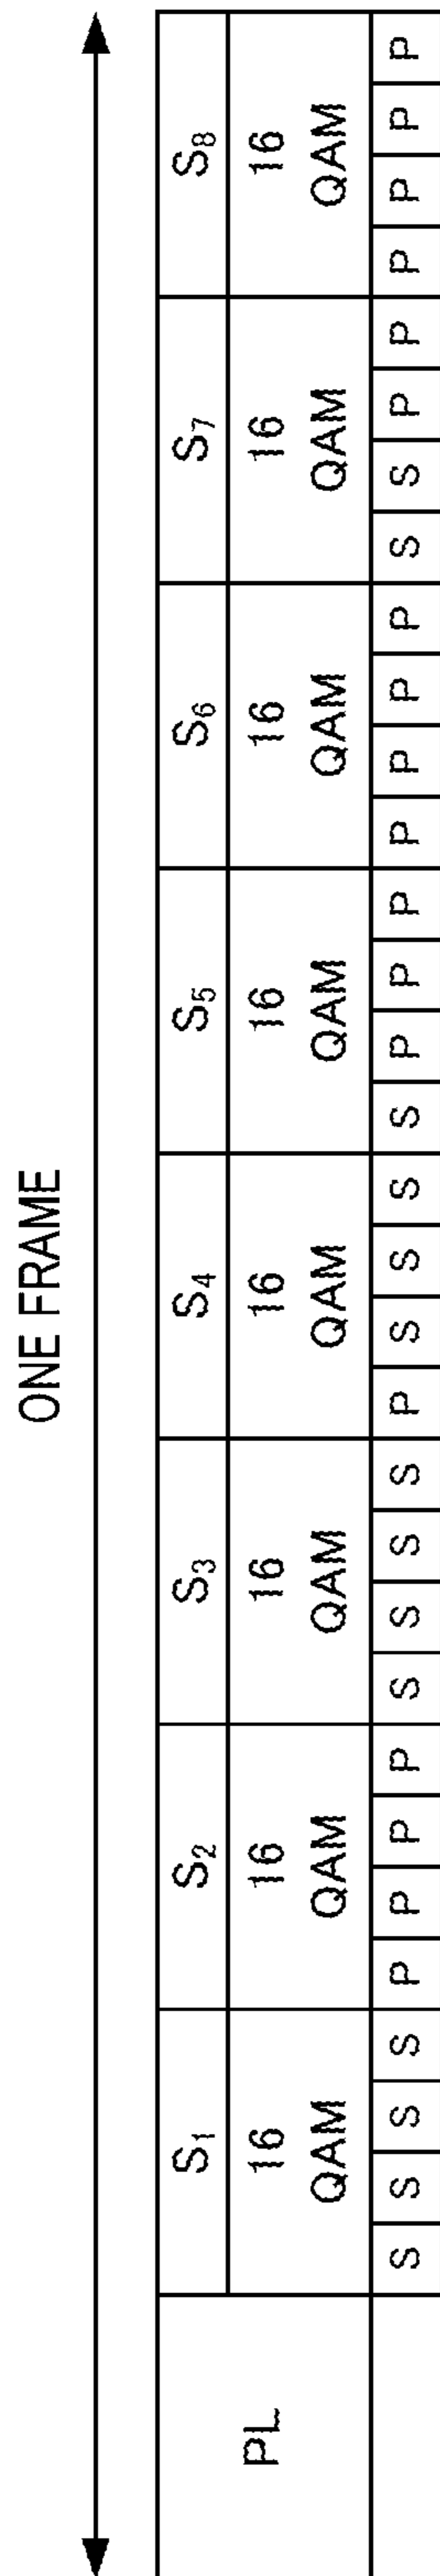 ONE FRAME
PL S₁ S₂ S₃ S₄ S₅ S₆ S₇ S₈
16 16 16 16 16 16 16 16
QAM QAM QAM QAM QAM QAM QAM QAM
S S S S P P P P S S S S P S S S S P P P P P P P S S P P P P P P